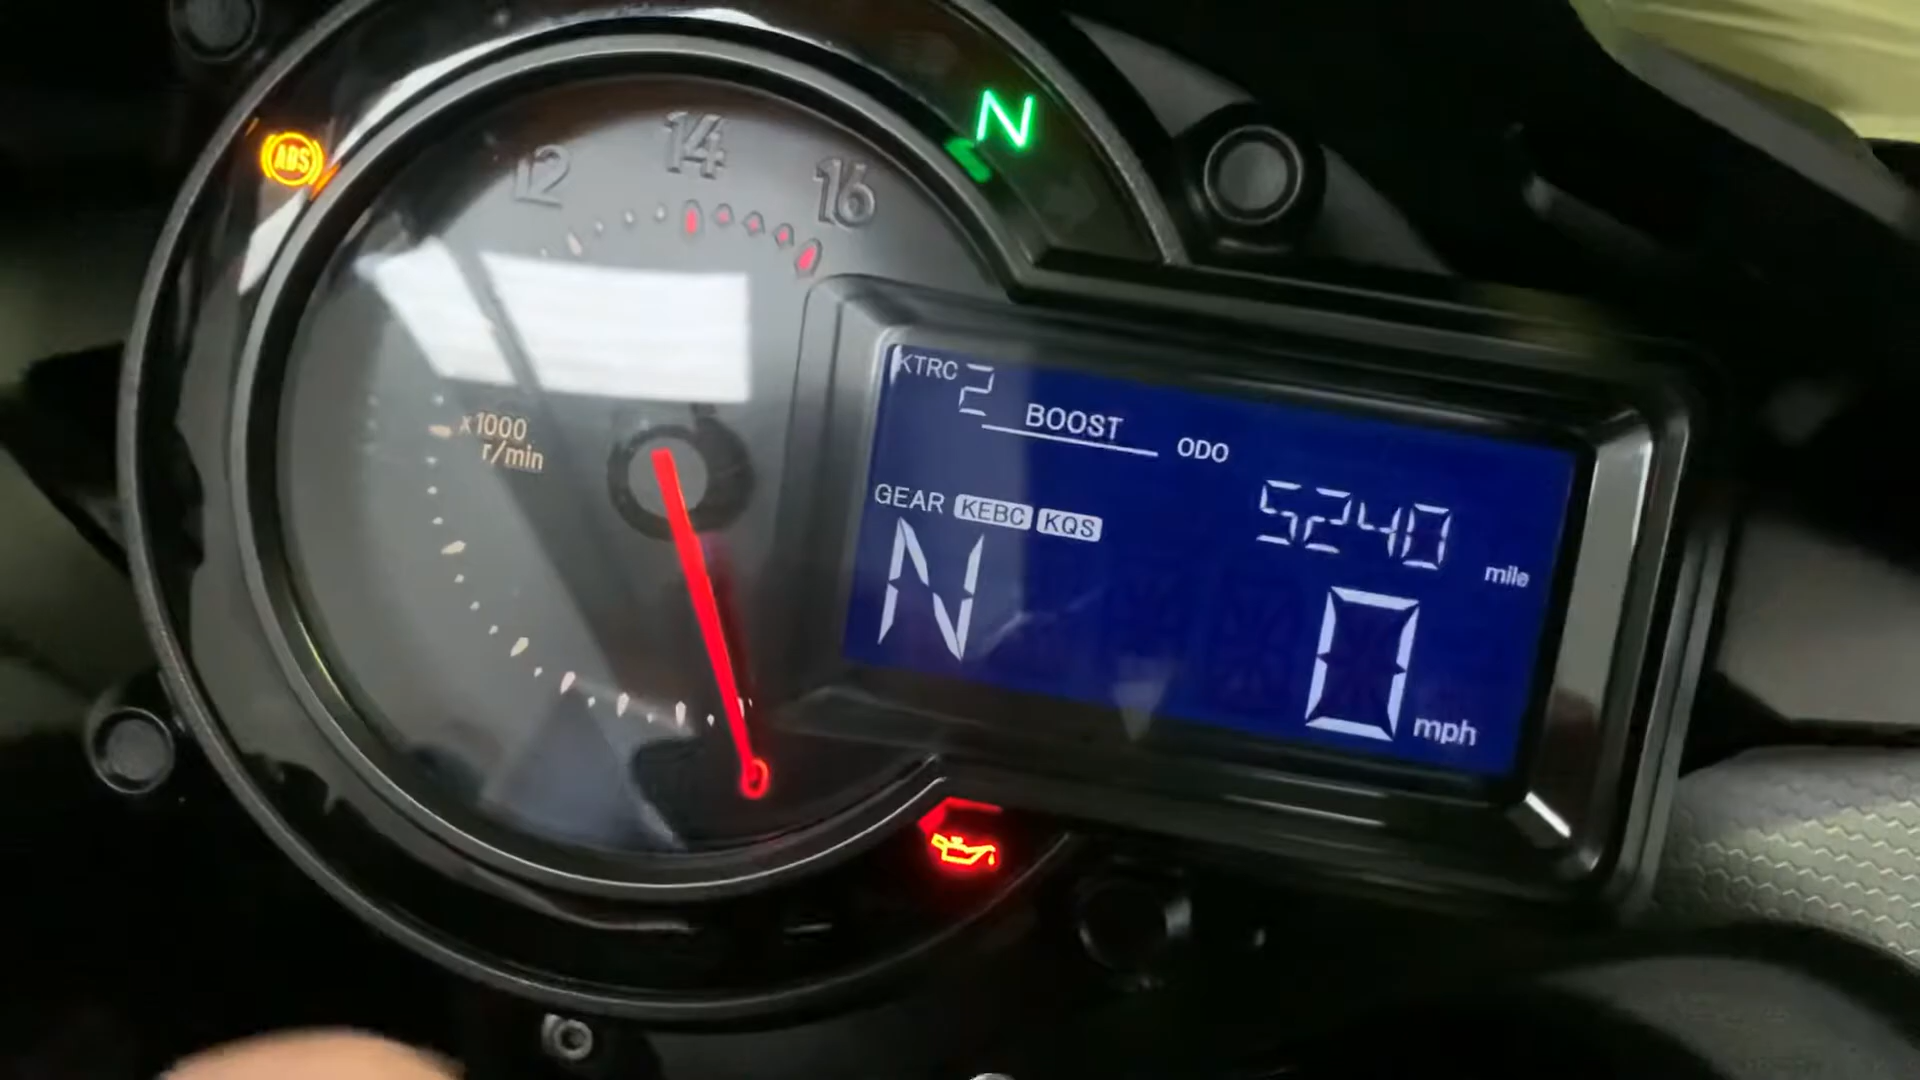 ABS
N
12
14
16
x1000
r/min
KTRC 2
BOOST
ODO
5240
mile
GEAR KEBC KQS
N
0
mph